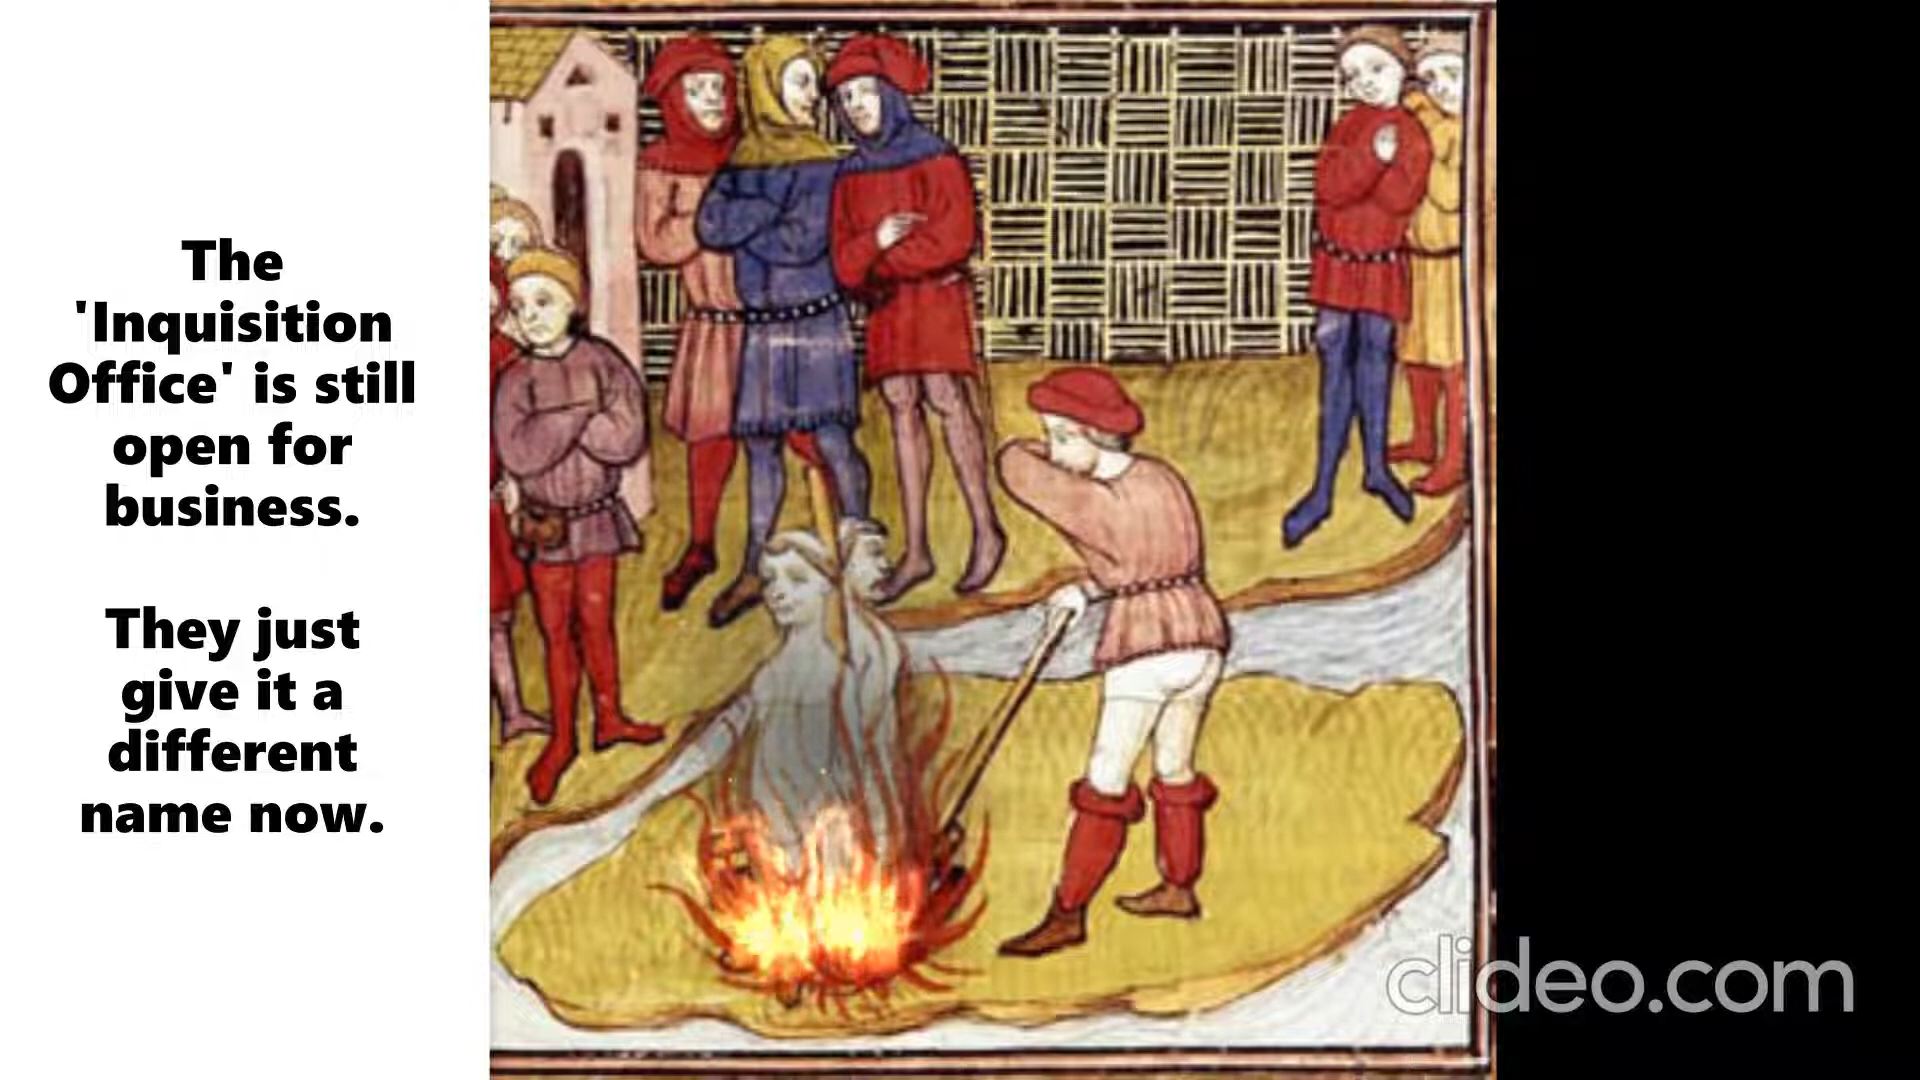 The
'Inquisition
Office' is still
open for
business.
They just
give it a
different
name now.
clideo.com